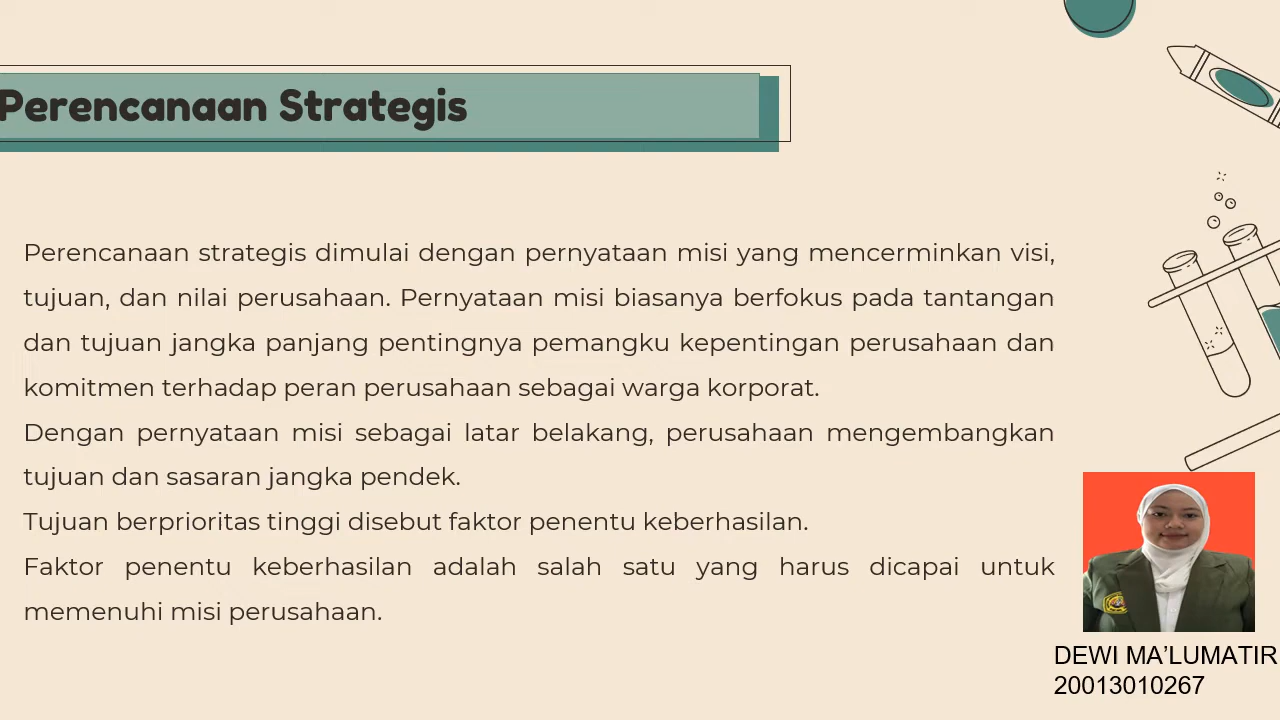 Perencanaan Strategis
Perencanaan strategis dimulai dengan pernyataan misi yang mencerminkan visi,
tujuan, dan nilai perusahaan. Pernyataan misi biasanya berfokus pada tantangan
dan tujuan jangka panjang pentingnya pemangku kepentingan perusahaan dan
komitmen terhadap peran perusahaan sebagai warga korporat.
Dengan pernyataan misi sebagai latar belakang, perusahaan mengembangkan
tujuan dan sasaran jangka pendek.
Tujuan berprioritas tinggi disebut faktor penentu keberhasilan.
Faktor penentu keberhasilan adalah salah satu yang harus dicapai untuk
memenuhi misi perusahaan.
DEWI MA’LUMATIR
20013010267